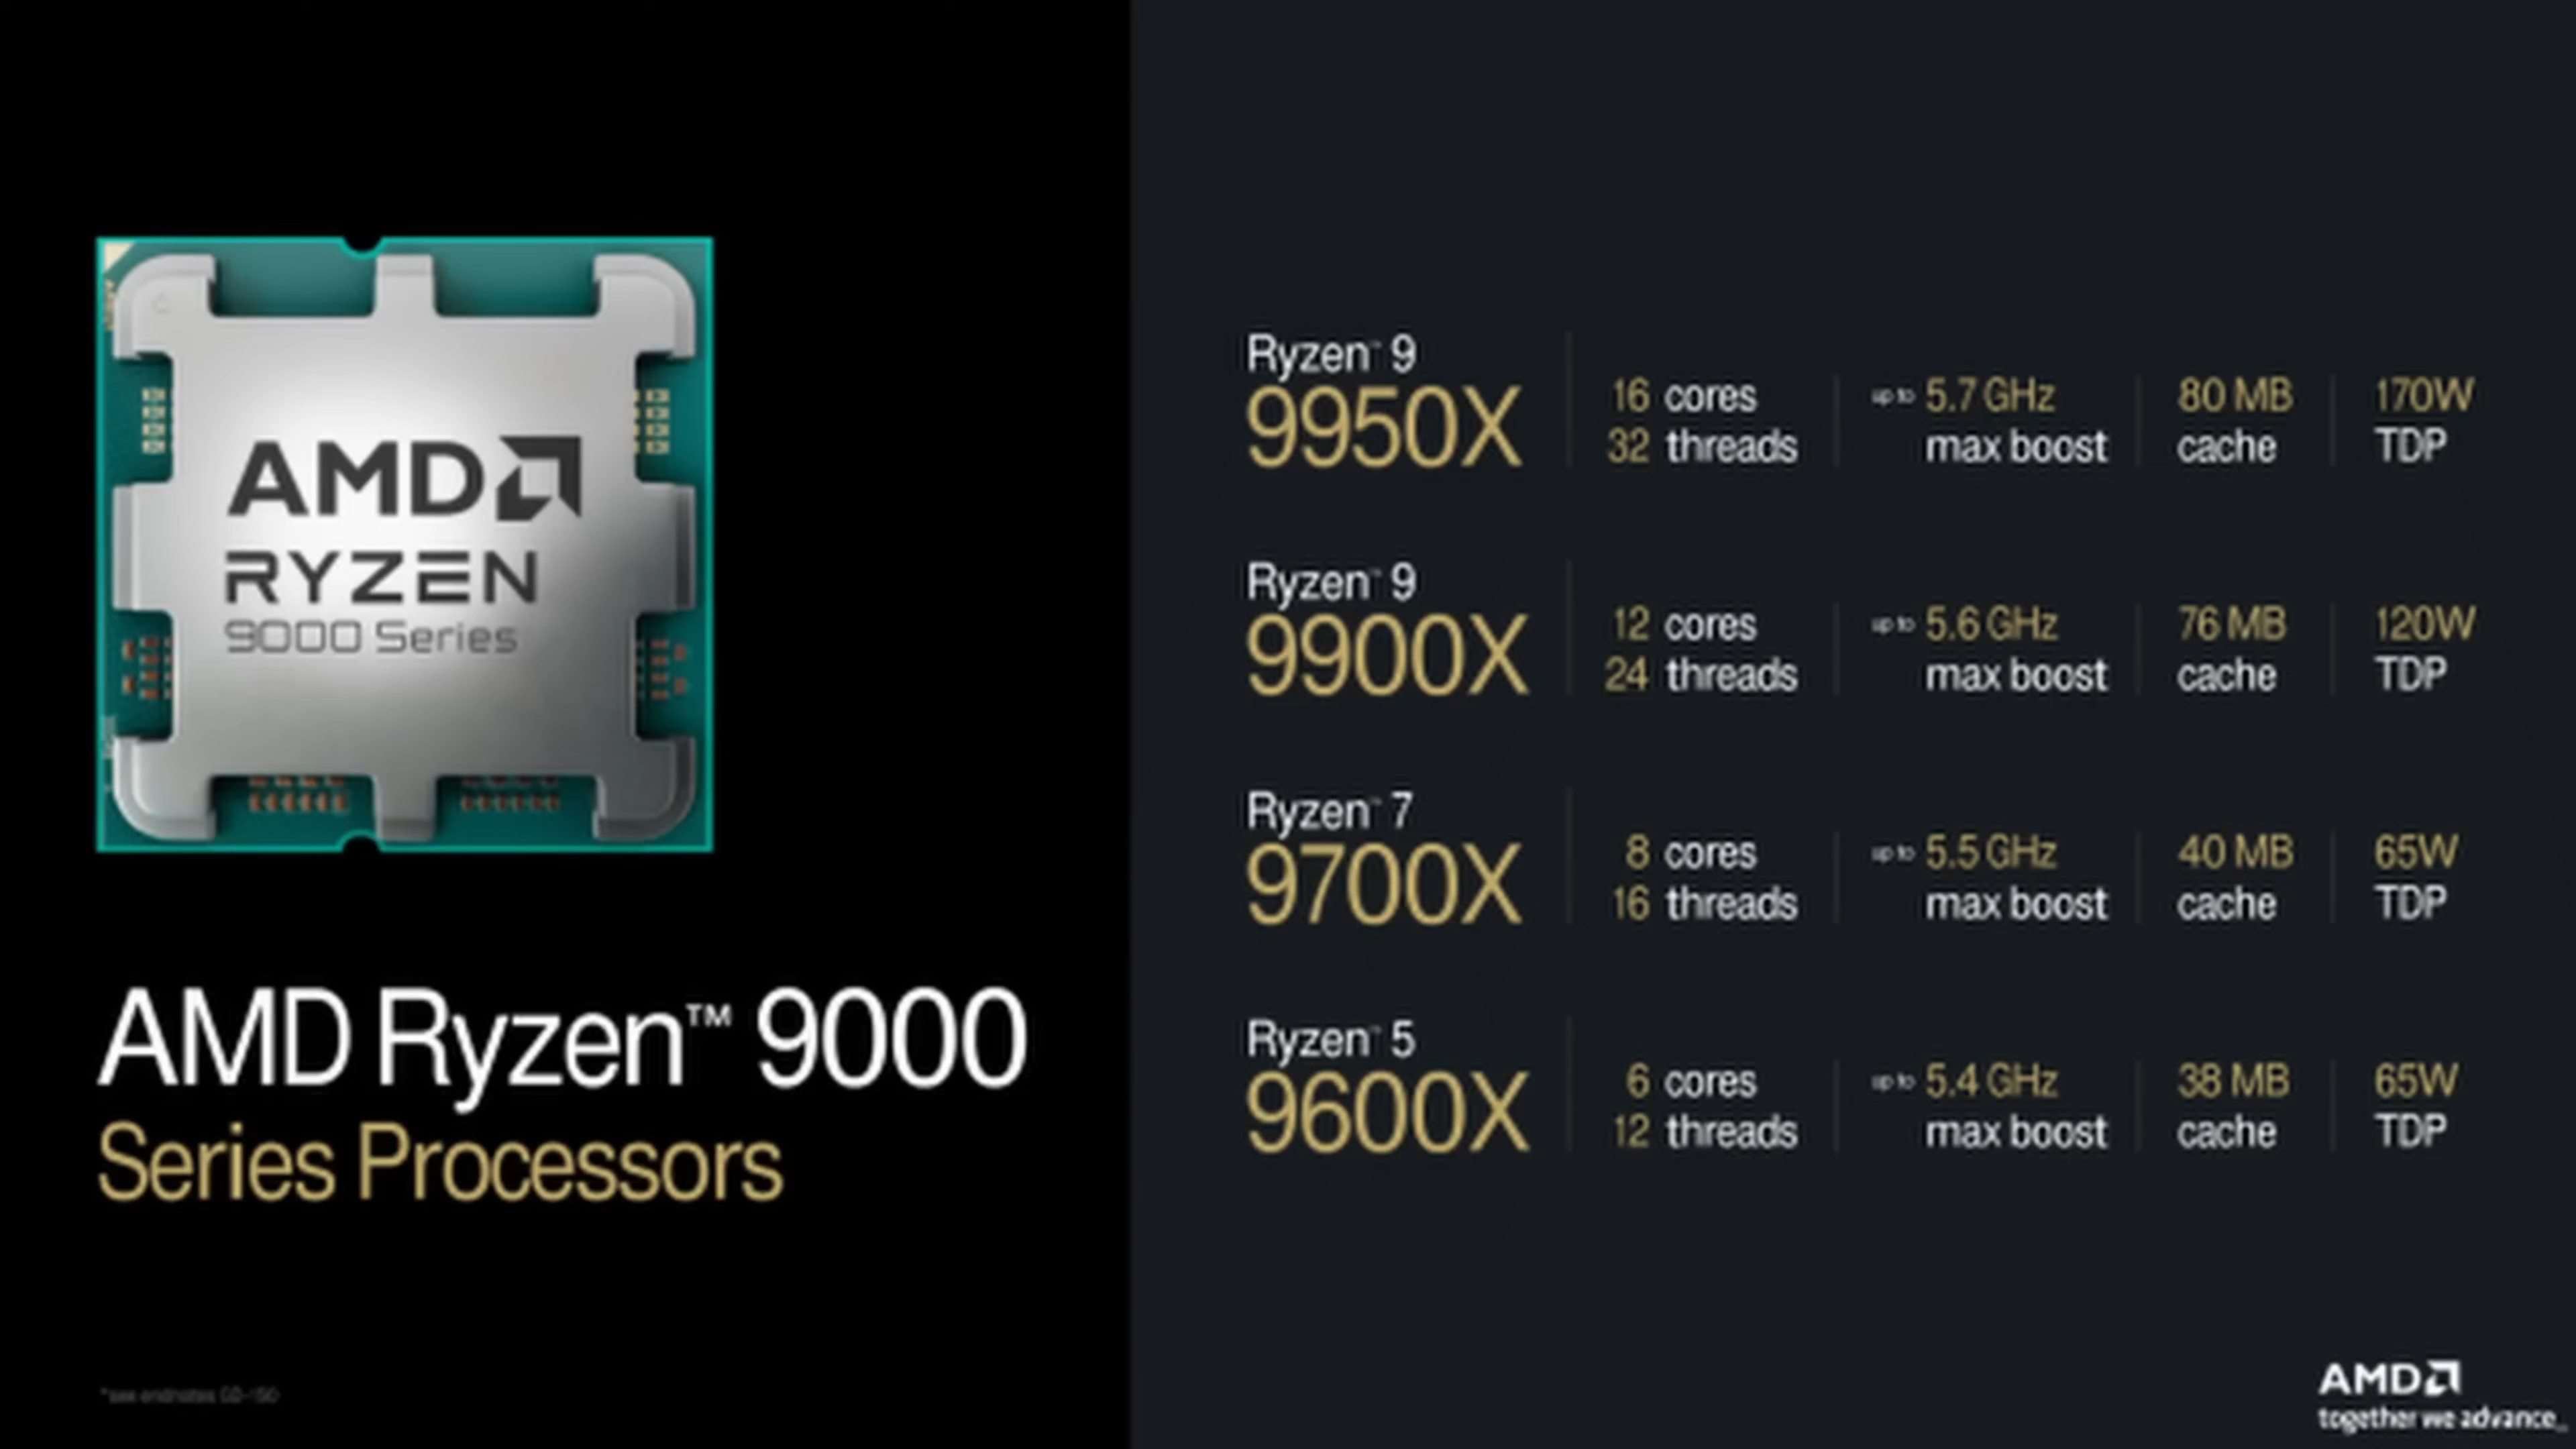 AMD
RYZEN
9000 Series
AMD Ryzen™ 9000
Series Processors
*see endnotes GD-150
Ryzen™ 9
9950X
16 cores
32 threads
up to 5.7 GHz
max boost
80 MB
cache
170W
TDP
Ryzen™ 9
9900X
12 cores
24 threads
up to 5.6 GHz
max boost
76 MB
cache
120W
TDP
Ryzen™ 7
9700X
8 cores
16 threads
up to 5.5 GHz
max boost
40 MB
cache
65W
TDP
Ryzen™ 5
9600X
6 cores
12 threads
up to 5.4 GHz
max boost
38 MB
cache
65W
TDP
AMD
together we advance_